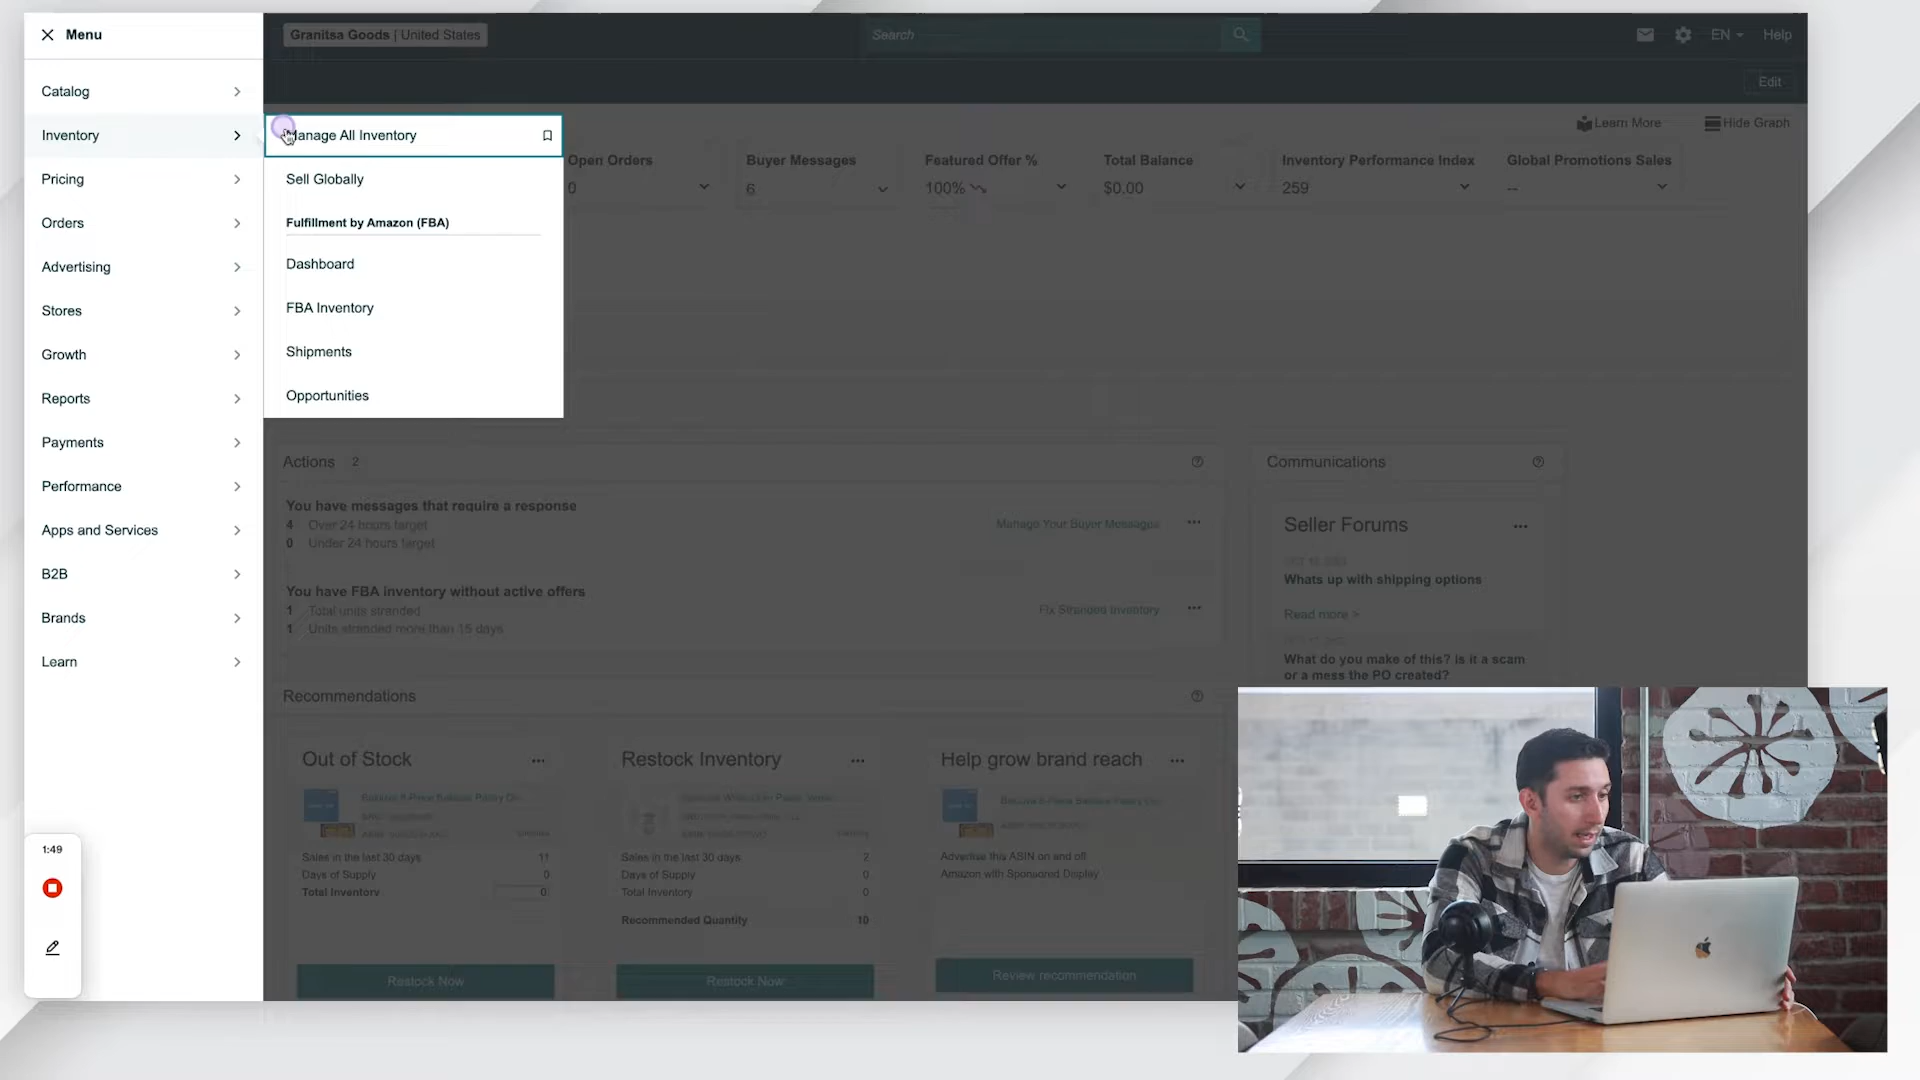 Menu
Granitsa Goods | United States
Search
EN
Help
Edit
Catalog
Inventory
Pricing
Orders
Advertising
Stores
Growth
Reports
Payments
Performance
Apps and Services
B2B
Brands
Learn
Manage All Inventory
Sell Globally
Fulfillment by Amazon (FBA)
Dashboard
FBA Inventory
Shipments
Opportunities
Learn More
Hide Graph
Open Orders
0
Buyer Messages
6
Featured Offer %
100%
Total Balance
$0.00
Inventory Performance Index
259
Global Promotions Sales
--
Actions 2
You have messages that require a response
4 Over 24 hours target
0 Under 24 hours target
Manage Your Buyer Messages
You have FBA inventory without active offers
1 Total units stranded
1 Units stranded more than 15 days
Fix Stranded Inventory
Communications
Seller Forums
Whats up with shipping options
Read more >
What do you make of this? Is it a scam
or a mess the PO created?
Recommendations
Out of Stock
Sales in the last 30 days 11
Days of Supply 0
Total Inventory 0
Restock Now
Restock Inventory
Sales in the last 30 days 2
Days of Supply 0
Total Inventory 0
Recommended Quantity 10
Restock Now
Help grow brand reach
Advertise this ASIN on and off
Amazon with Sponsored Display
Review recommendation
1:49